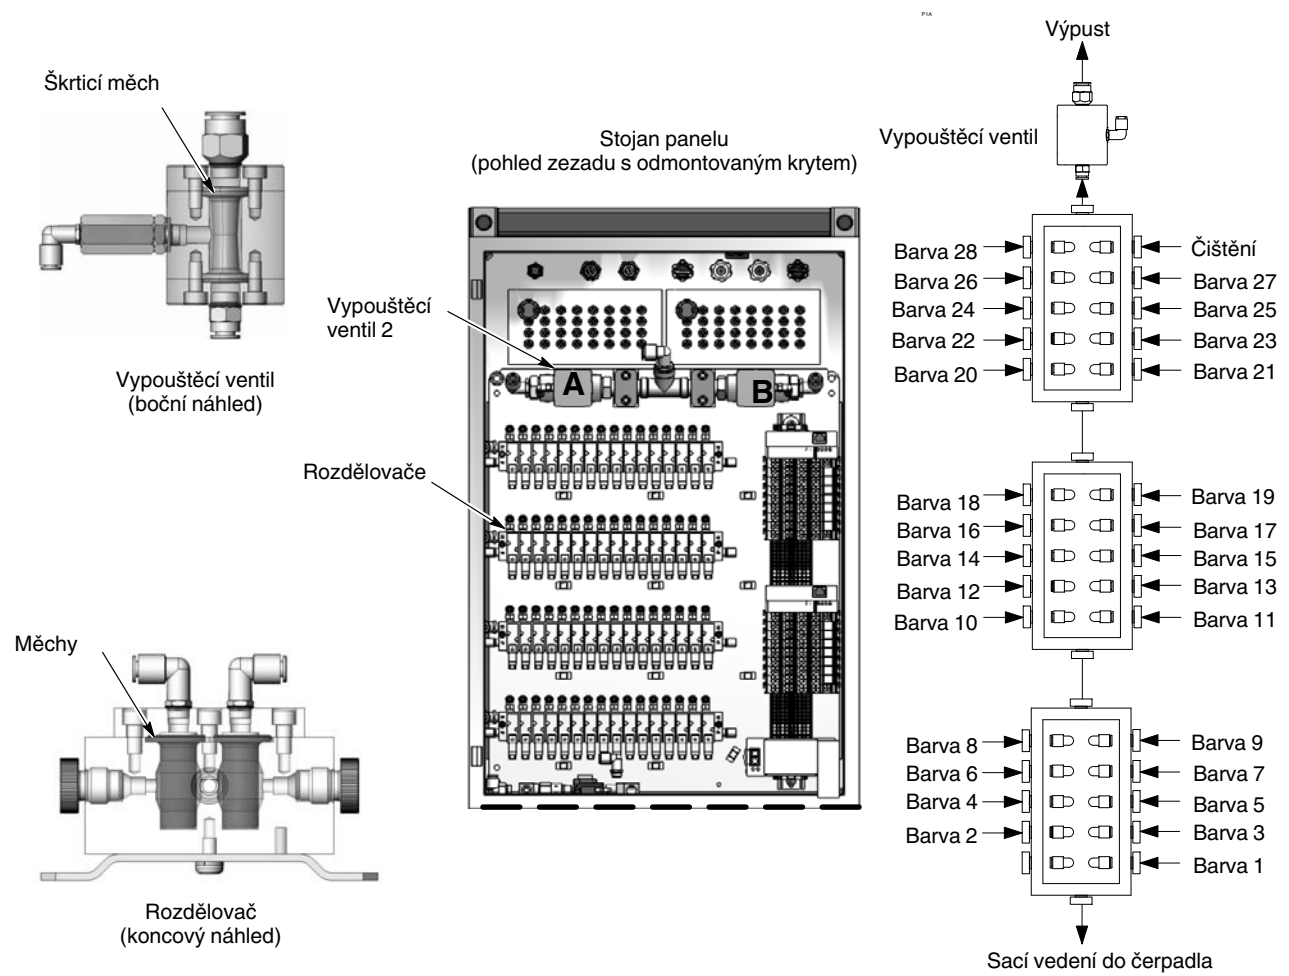 P1A
Výpust
Škrticí měch
Stojan panelu
(pohled zezadu s odmontovaným krytem)
Vypouštěcí ventil
Barva 28
Čištění
Barva 26
Barva 27
Barva 24
Barva 25
Barva 22
Barva 23
Barva 20
Barva 21
Vypouštěcí
ventil 2
Vypouštěcí ventil
(boční náhled)
A
B
Rozdělovače
Barva 18
Barva 19
Barva 16
Barva 17
Barva 14
Barva 15
Barva 12
Barva 13
Barva 10
Barva 11
Měchy
Barva 8
Barva 9
Barva 6
Barva 7
Barva 4
Barva 5
Barva 2
Barva 3
Barva 1
Rozdělovač
(koncový náhled)
Sací vedení do čerpadla